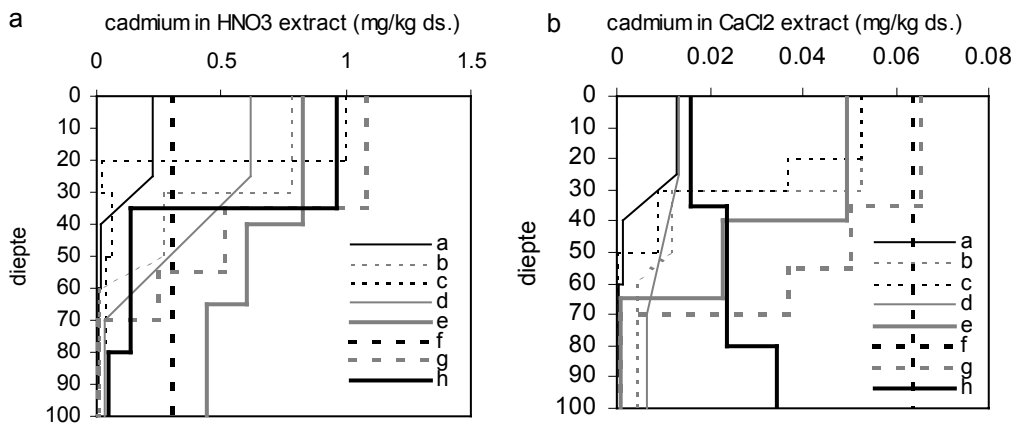 a
cadmium in HNO3 extract (mg/kg ds.)
0 0.5 1 1.5
diepte
0
10
20
30
40
50
60
70
80
90
100
a
b
c
d
e
f
g
h
b
cadmium in CaCl2 extract (mg/kg ds.)
0 0.02 0.04 0.06 0.08
diepte
0
10
20
30
40
50
60
70
80
90
100
a
b
c
d
e
f
g
h